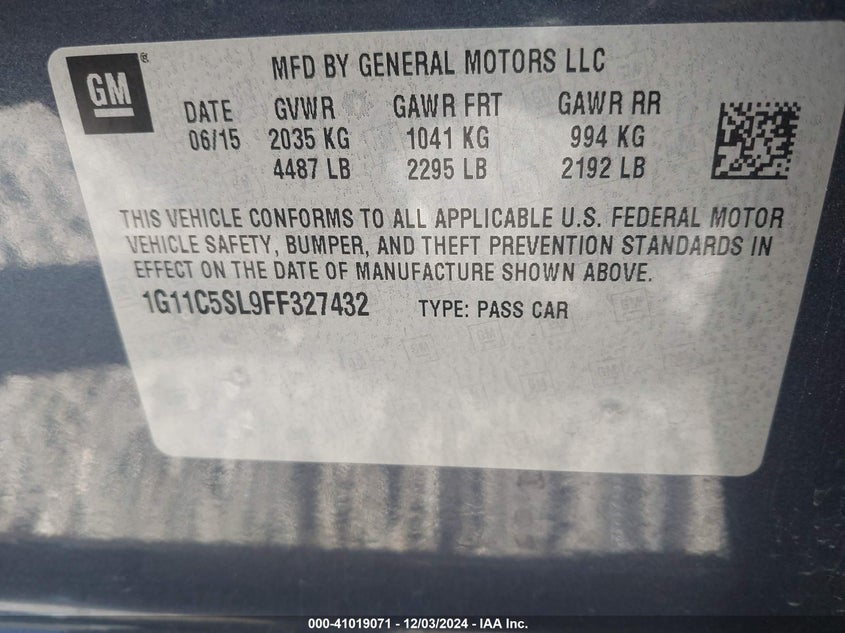 GM
MFD BY GENERAL MOTORS LLC
DATE GVWR GAWR FRT GAWR RR
06/15 2035 KG 1041 KG 994 KG
4487 LB 2295 LB 2192 LB
THIS VEHICLE CONFORMS TO ALL APPLICABLE U.S. FEDERAL MOTOR
VEHICLE SAFETY, BUMPER, AND THEFT PREVENTION STANDARDS IN
EFFECT ON THE DATE OF MANUFACTURE SHOWN ABOVE.
1G11C5SL9FF327432 TYPE: PASS CAR
000-41019071 - 12/03/2024 - IAA Inc.